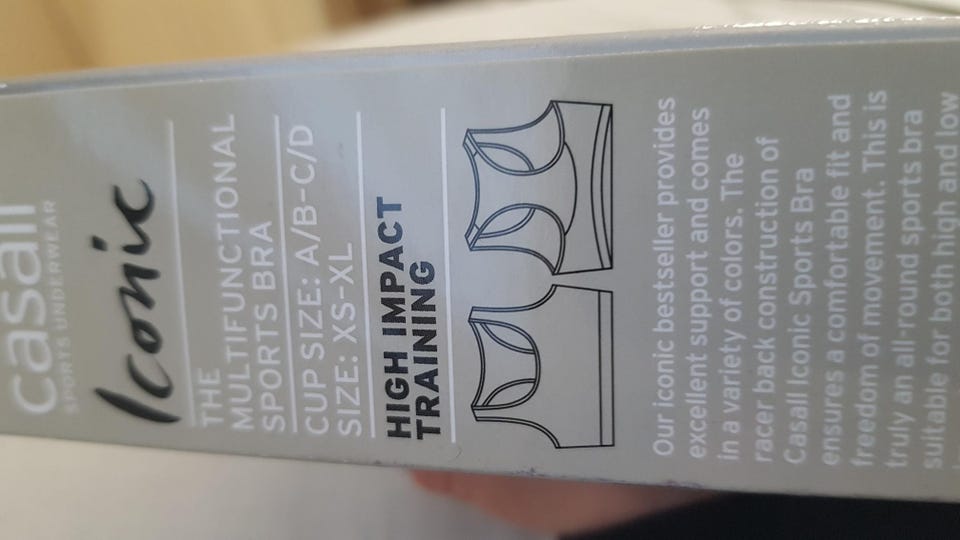 casall
SPORTS UNDERWEAR
Iconic
THE
MULTIFUNCTIONAL
SPORTS BRA
CUP SIZE: A/B-C/D
SIZE: XS-XL
HIGH IMPACT
TRAINING
Our iconic bestseller provides
excellent support and comes
in a variety of colors. The
racer back construction of
Casall Iconic Sports Bra
ensures a comfortable fit and
freedom of movement. This is
truly an all-round sports bra
suitable for both high and low